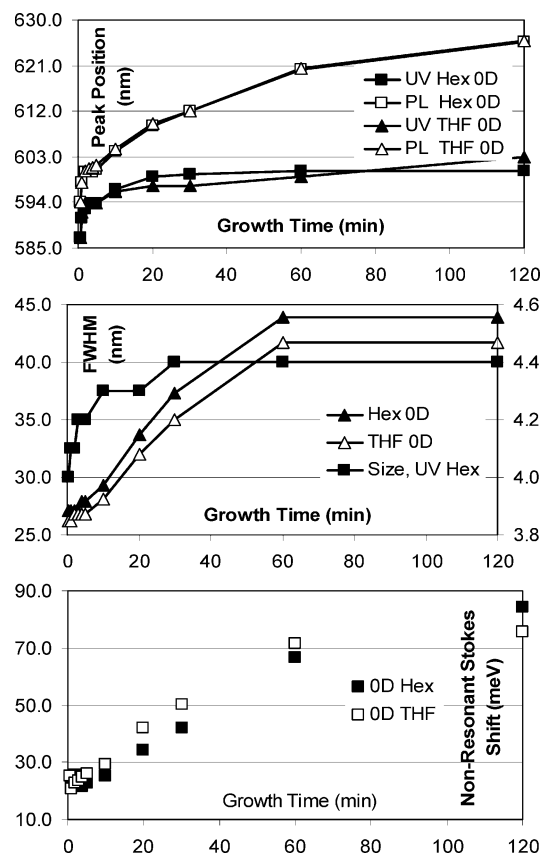 630.0
621.0
612.0
603.0
594.0
585.0
Peak Position
(nm)
UV Hex 0D
PL Hex 0D
UV THF 0D
PL THF 0D
Growth Time (min)
0 20 40 60 80 100 120
45.0
40.0
35.0
30.0
25.0
FWHM
(nm)
4.6
4.4
4.2
4.0
3.8
Hex 0D
THF 0D
Size, UV Hex
Growth Time (min)
0 20 40 60 80 100 120
90.0
70.0
50.0
30.0
10.0
0D Hex
0D THF
Non-Resonant Stokes
Shift (meV)
Growth Time (min)
0 20 40 60 80 100 120